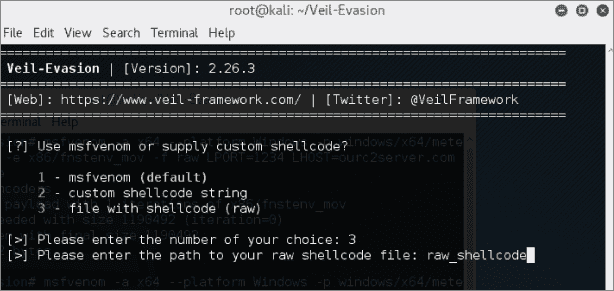 root@kali: ~/Veil-Evasion
File Edit View Search Terminal Help
=========================================================================
Veil-Evasion | [Version]: 2.26.3
=========================================================================
[Web]: https://www.veil-framework.com/ | [Twitter]: @VeilFramework
=========================================================================
[?] Use msfvenom or supply custom shellcode?
1 - msfvenom (default)
2 - custom shellcode string
3 - file with shellcode (raw)
[>] Please enter the number of your choice: 3
[>] Please enter the path to your raw shellcode file: raw_shellcode